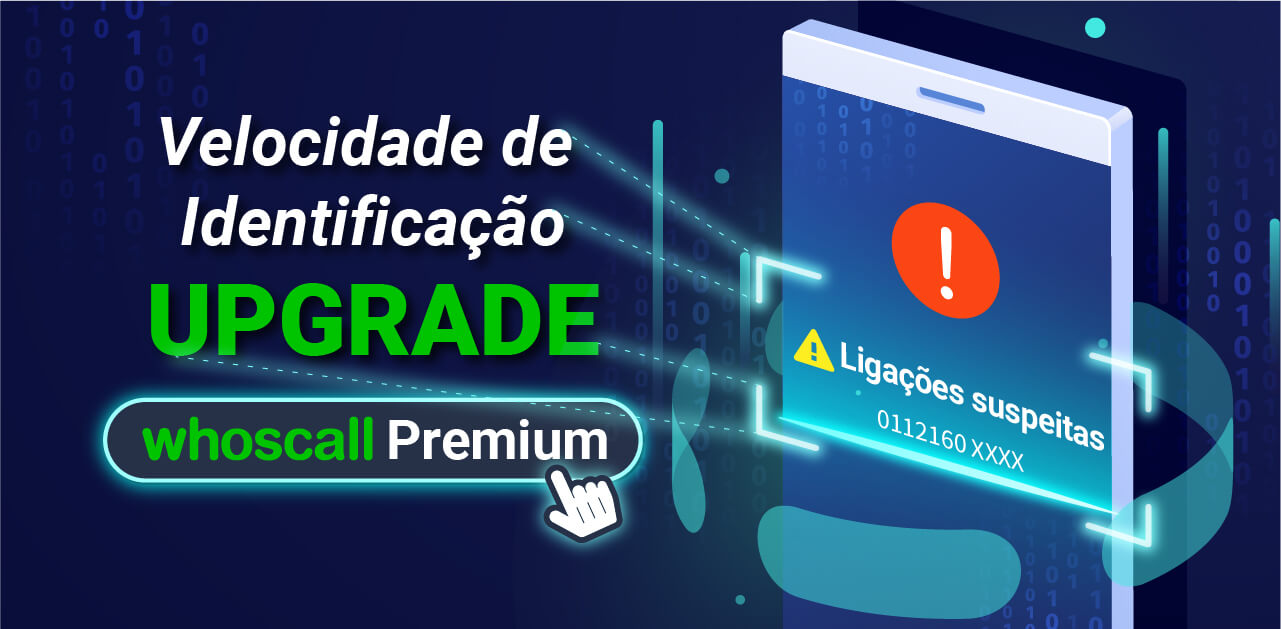 Velocidade de
Identificação
UPGRADE
whoscall Premium
Ligações suspeitas
0112160 XXXX